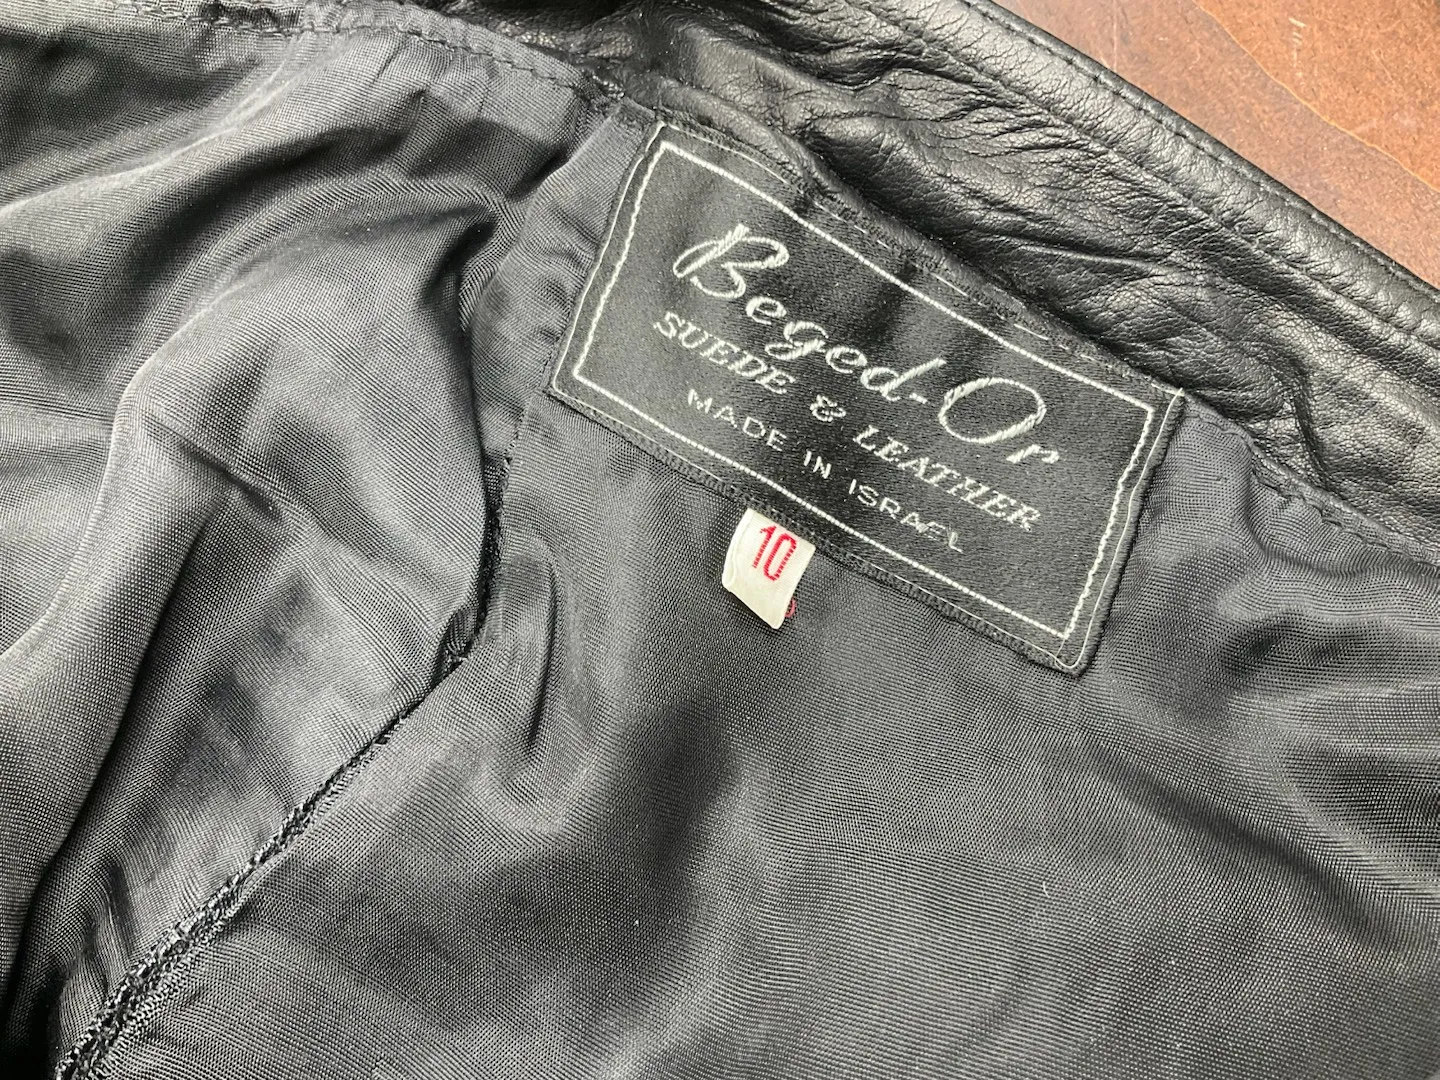 Beged-Or
SUEDE & LEATHER
MADE IN ISRAEL
10